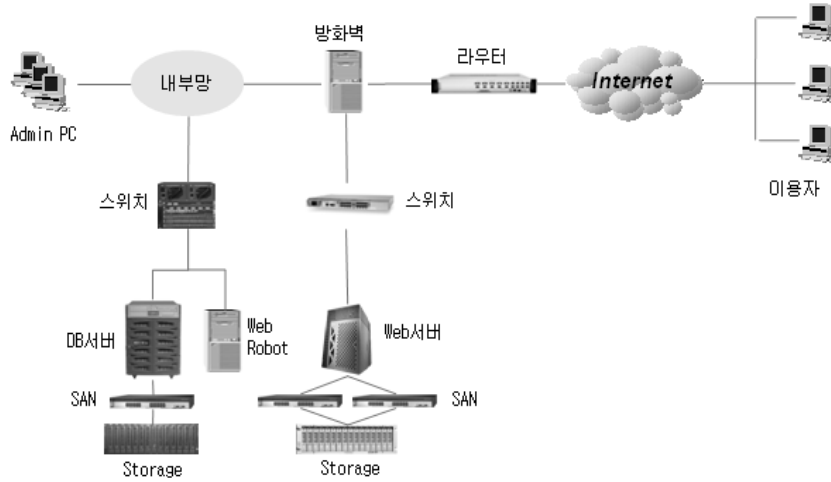 방화벽
라우터
내부망
Internet
Admin PC
이용자
스위치
스위치
DB서버
Web
Robot
Web서버
SAN
SAN
Storage
Storage